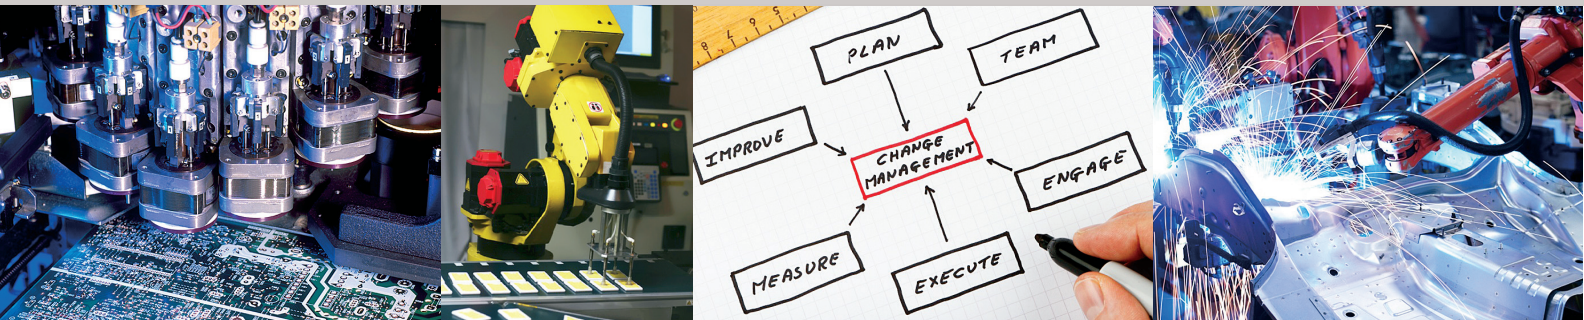 PLAN
TEAM
IMPROVE
CHANGE
MANAGEMENT
ENGAGE
MEASURE
EXECUTE